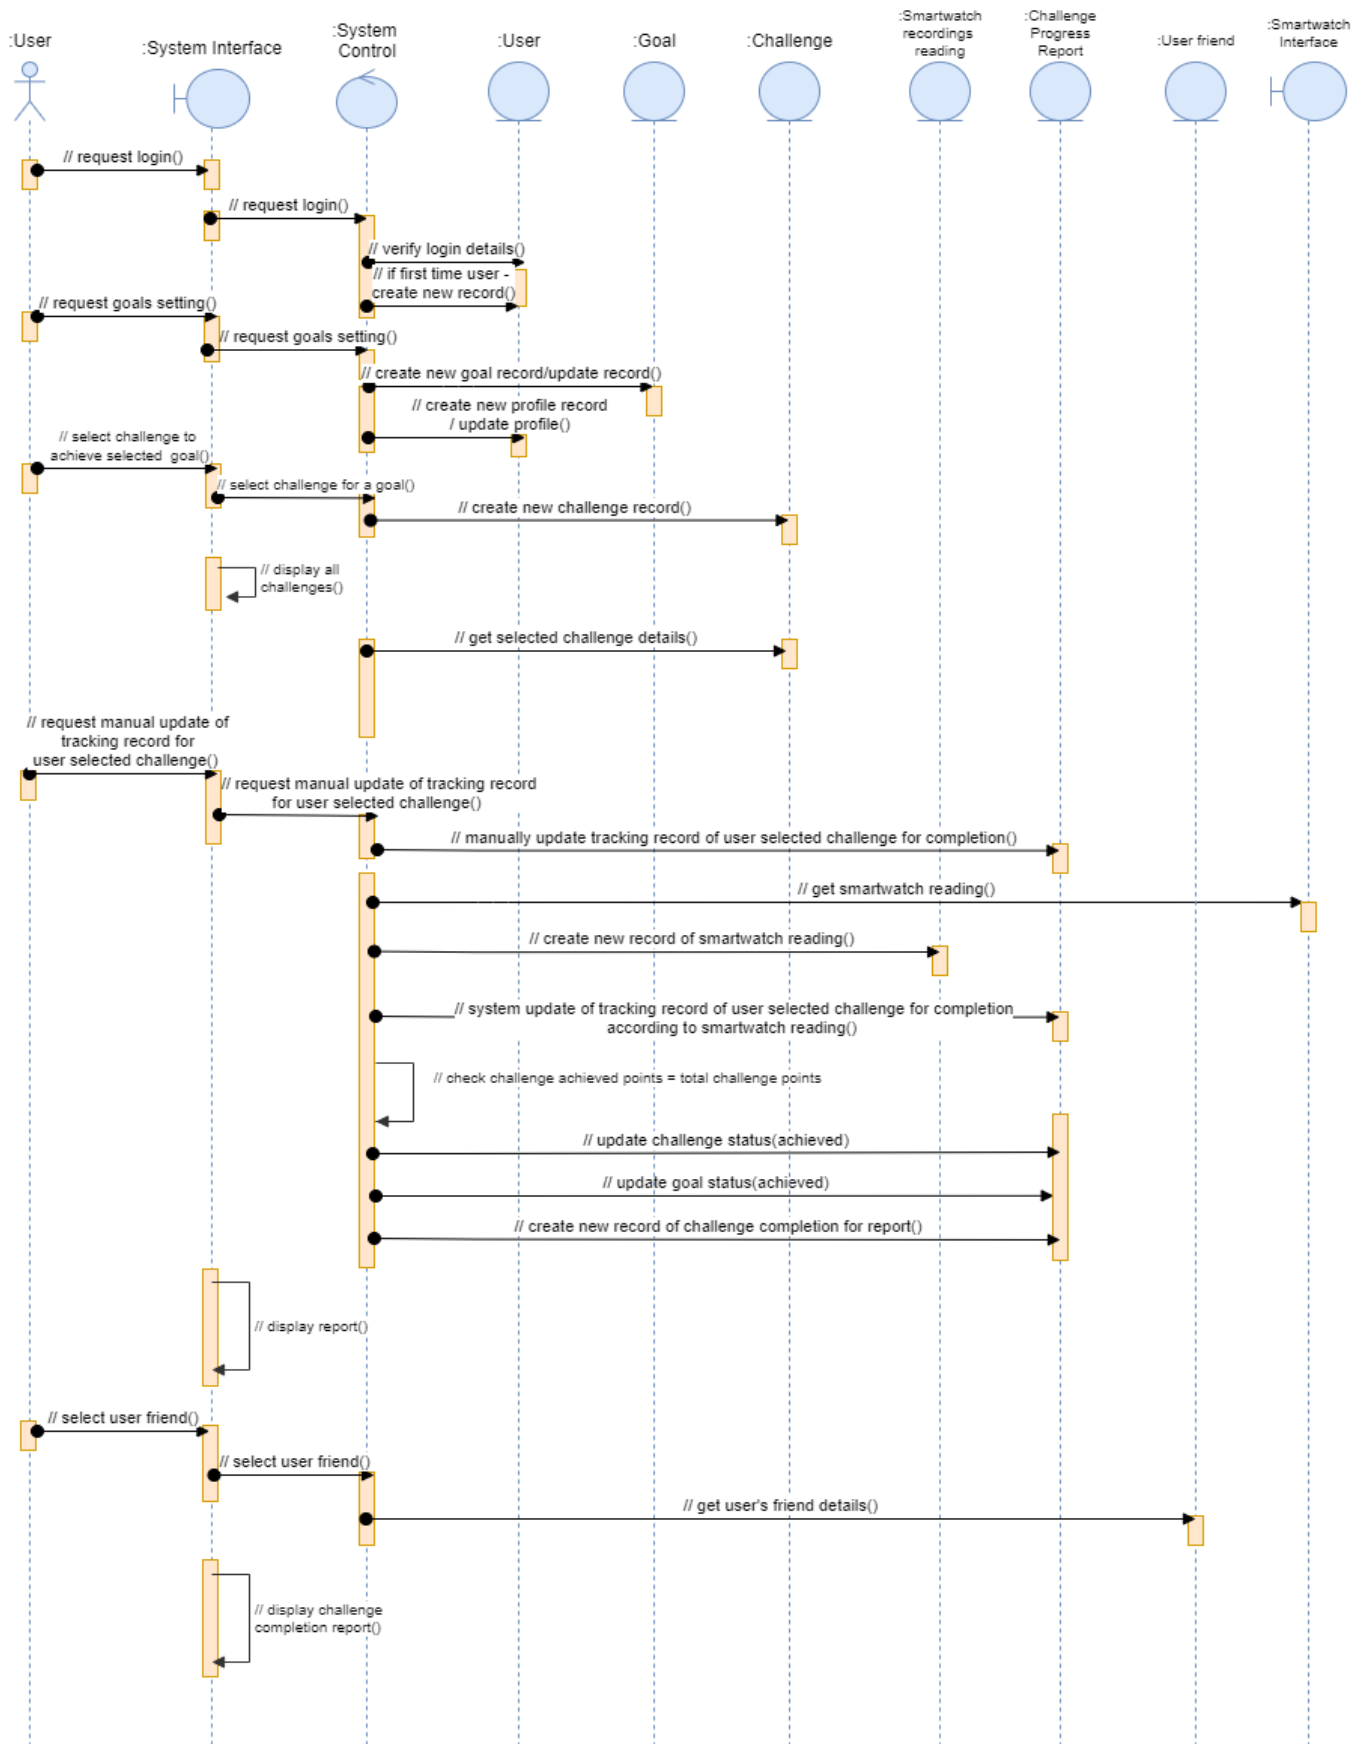 :User
:System Interface
:System
Control
:User
:Goal
:Challenge
:Smartwatch
recordings
reading
:Challenge
Progress
Report
:User friend
:Smartwatch
Interface
// request login()
// request login()
// verify login details()
// if first time user -
create new record()
// request goals setting()
// request goals setting()
// create new goal record/update record()
// create new profile record
/ update profile()
// select challenge to
achieve selected goal()
// select challenge for a goal()
// create new challenge record()
// display all
challenges()
// get selected challenge details()
// request manual update of
tracking record for
user selected challenge()
// request manual update of tracking record
for user selected challenge()
// manually update tracking record of user selected challenge for completion()
// get smartwatch reading()
// create new record of smartwatch reading()
// system update of tracking record of user selected challenge for completion
according to smartwatch reading()
// check challenge achieved points = total challenge points
// update challenge status(achieved)
// update goal status(achieved)
// create new record of challenge completion for report()
// display report()
// select user friend()
// select user friend()
// get user's friend details()
// display challenge
completion report()